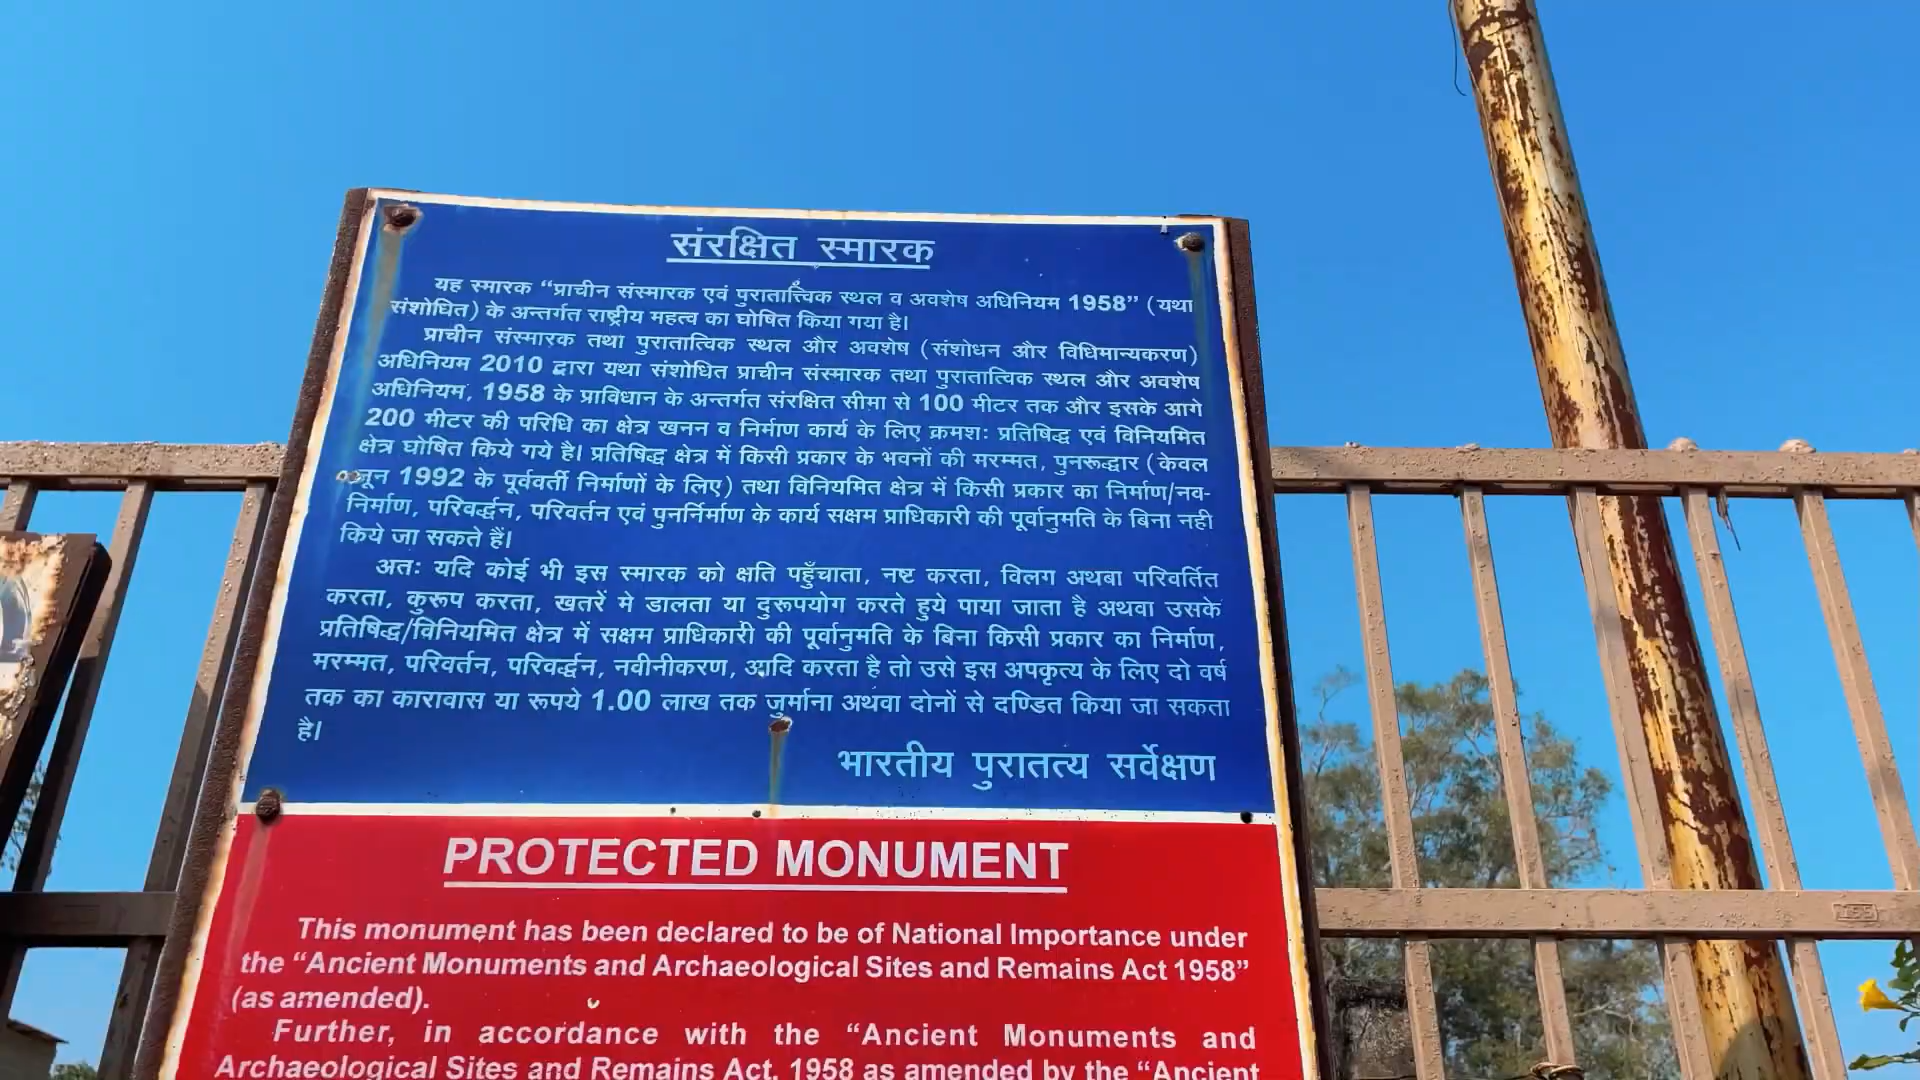 संरक्षित स्मारक
यह स्मारक “प्राचीन संस्मारक एवं पुरातात्त्विक स्थल व अवशेष अधिनियम 1958” (यथा
संशोधित) के अन्तर्गत राष्ट्रीय महत्व का घोषित किया गया है।
प्राचीन संस्मारक तथा पुरातात्विक स्थल और अवशेष (संशोधन और विधिमान्यकरण)
अधिनियम 2010 द्वारा यथा संशोधित प्राचीन संस्मारक तथा पुरातात्विक स्थल और अवशेष
अधिनियम, 1958 के प्राविधान के अन्तर्गत संरक्षित सीमा से 100 मीटर तक और इसके आगे
200 मीटर की परिधि का क्षेत्र खनन व निर्माण कार्य के लिए क्रमशः प्रतिषिद्ध एवं विनियमित
क्षेत्र घोषित किये गये है। प्रतिषिद्ध क्षेत्र में किसी प्रकार के भवनों की मरम्मत, पुनरूद्धार (केवल
जून 1992 के पूर्ववर्ती निर्माणों के लिए) तथा विनियमित क्षेत्र में किसी प्रकार का निर्माण/नव-
निर्माण, परिवर्द्धन, परिवर्तन एवं पुनर्निर्माण के कार्य सक्षम प्राधिकारी की पूर्वानुमति के बिना नही
किये जा सकते हैं।
अतः यदि कोई भी इस स्मारक को क्षति पहुँचाता, नष्ट करता, विलग अथबा परिवर्तित
करता, कुरूप करता, खतरें मे डालता या दुरूपयोग करते हुये पाया जाता है अथवा उसके
प्रतिषिद्ध/विनियमित क्षेत्र में सक्षम प्राधिकारी की पूर्वानुमति के बिना किसी प्रकार का निर्माण,
मरम्मत, परिवर्तन, परिवर्द्धन, नवीनीकरण, आदि करता है तो उसे इस अपकृत्य के लिए दो वर्ष
तक का कारावास या रूपये 1.00 लाख तक जुर्माना अथवा दोनों से दण्डित किया जा सकता
है।
भारतीय पुरातत्य सर्वेक्षण
PROTECTED MONUMENT
This monument has been declared to be of National Importance under
the “Ancient Monuments and Archaeological Sites and Remains Act 1958”
(as amended).
Further, in accordance with the “Ancient Monuments and
Archaeological Sites and Remains Act, 1958 as amended by the “Ancient